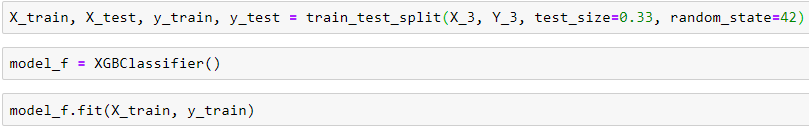 X_train, X_test, y_train, y_test = train_test_split(X_3, Y_3, test_size=0.33, random_state=42)
model_f = XGBClassifier()
model_f.fit(X_train, y_train)